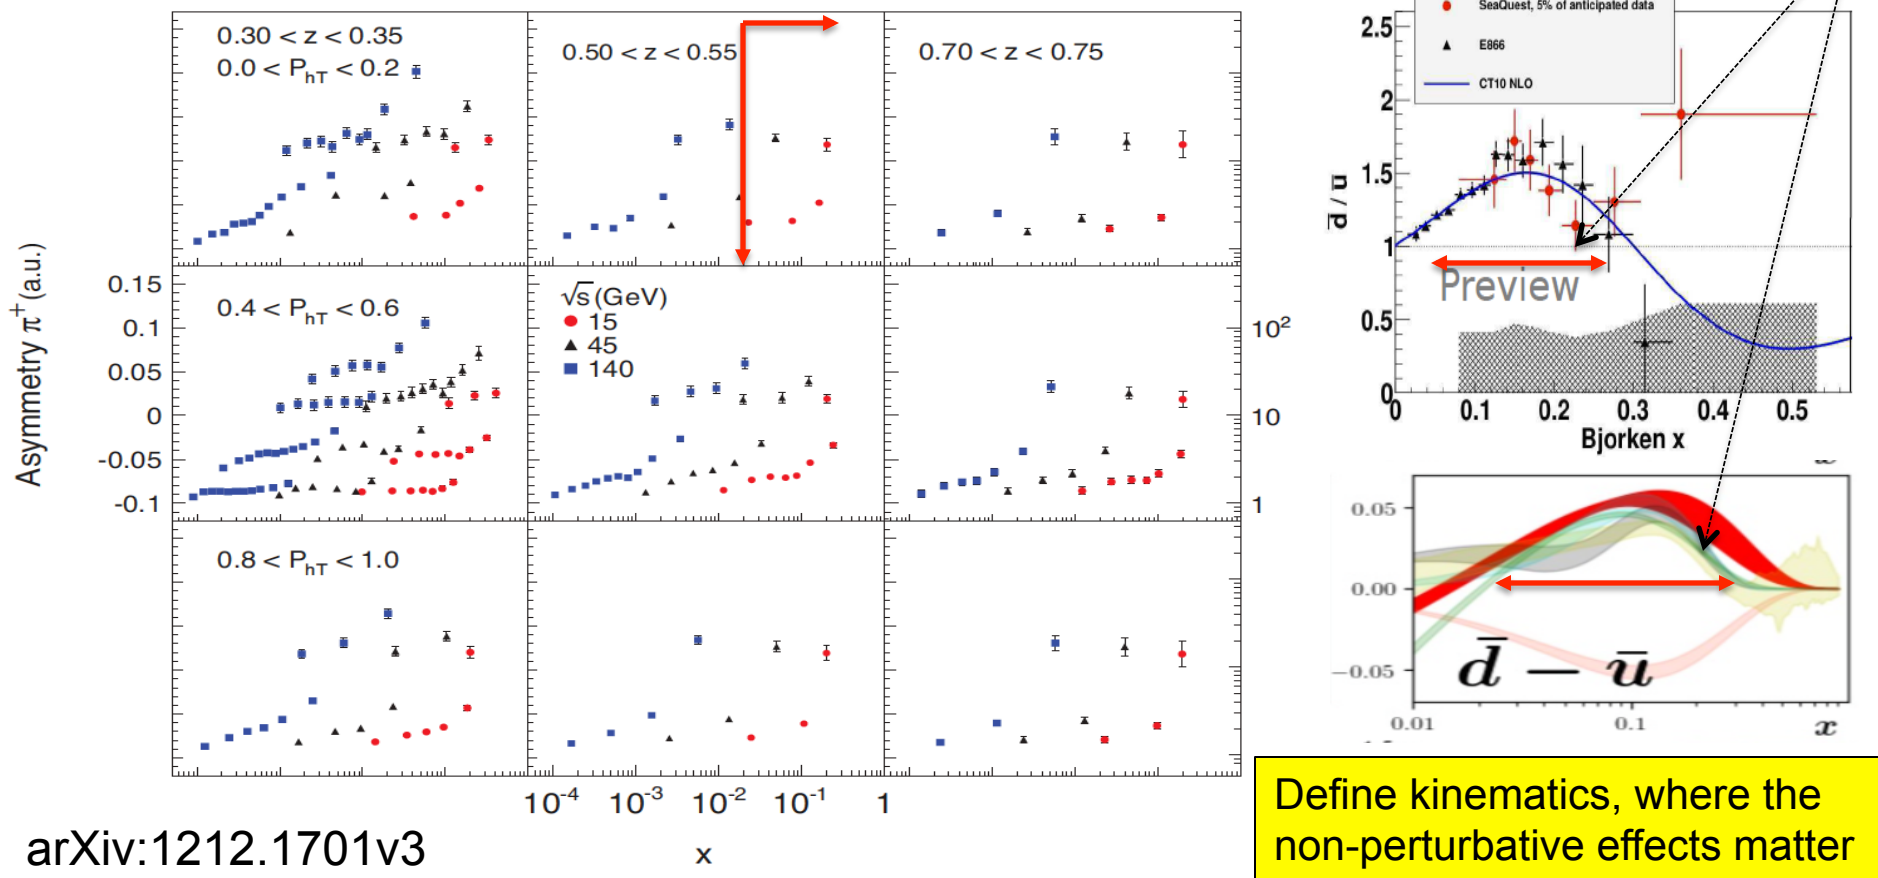 0.30 < z < 0.35
0.0 < P_hT < 0.2
0.50 < z < 0.55
0.70 < z < 0.75
Asymmetry π⁺ (a.u.)
0.15
0.1
0.05
0
-0.05
-0.1
0.4 < P_hT < 0.6
√s (GeV)
15
45
140
10²
10
1
0.8 < P_hT < 1.0
10⁻⁴ 10⁻³ 10⁻² 10⁻¹ 1
x
arXiv:1212.1701v3
SeaQuest, 5% of anticipated data
E866
CT10 NLO
2.5
2
1.5
1
0.5
0
d̄ / ū
Preview
0 0.1 0.2 0.3 0.4 0.5
Bjorken x
0.05
0.00
−0.05
d̄ − ū
0.01 0.1 x
Define kinematics, where the
non-perturbative effects matter